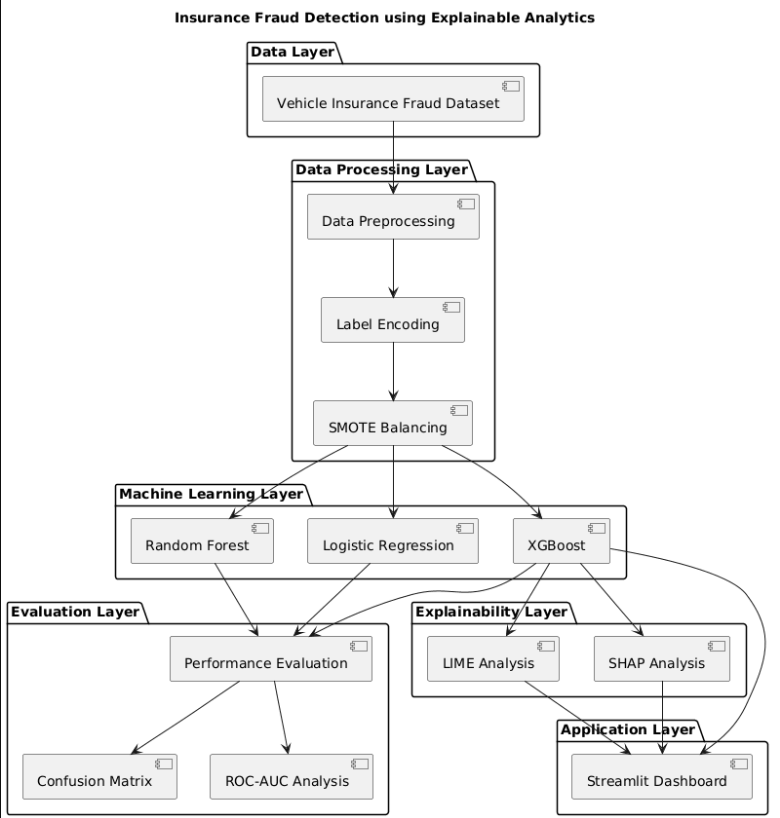 Insurance Fraud Detection using Explainable Analytics
Data Layer
Vehicle Insurance Fraud Dataset
Data Processing Layer
Data Preprocessing
Label Encoding
SMOTE Balancing
Machine Learning Layer
Random Forest
Logistic Regression
XGBoost
Evaluation Layer
Explainability Layer
Performance Evaluation
LIME Analysis
SHAP Analysis
Application Layer
Confusion Matrix
ROC-AUC Analysis
Streamlit Dashboard